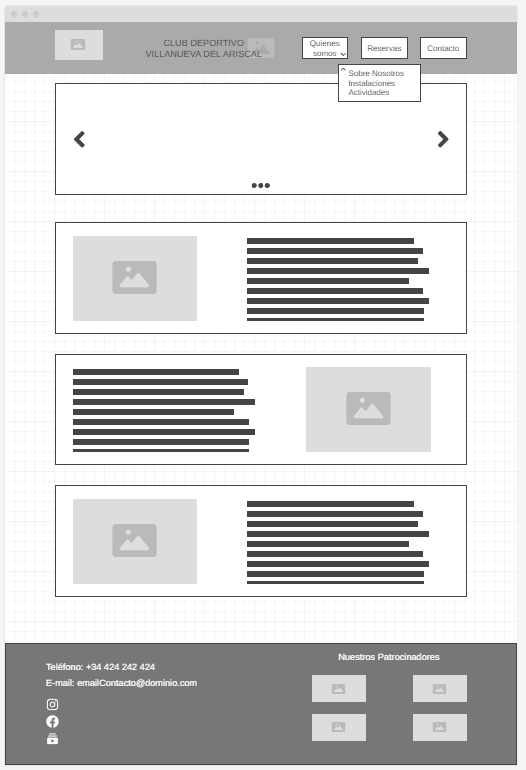 CLUB DEPORTIVO
VILLANUEVA DEL ARISCAL
Quienes
somos
Reservas
Contacto
Sobre Nosotros
Instalaciones
Actividades
Teléfono: +34 424 242 424
E-mail: emailContacto@dominio.com
Nuestros Patrocinadores